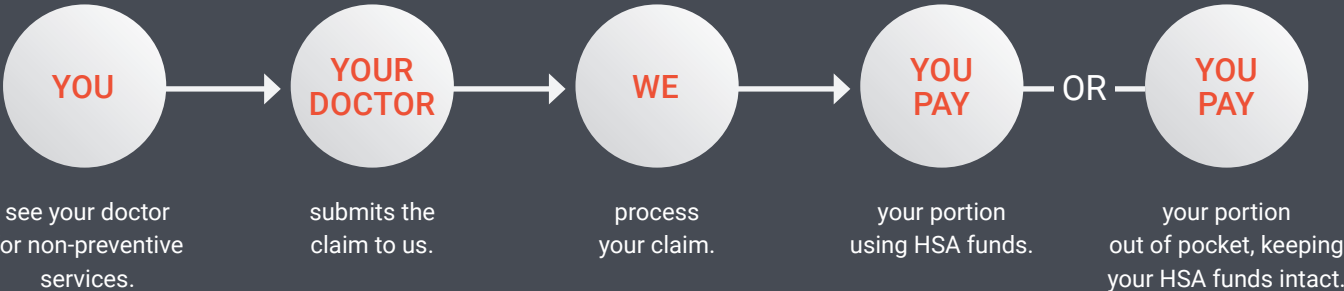 YOU
see your doctor
or non-preventive
services.
YOUR
DOCTOR
submits the
claim to us.
WE
process
your claim.
YOU
PAY
your portion
using HSA funds.
OR
YOU
PAY
your portion
out of pocket, keeping
your HSA funds intact.